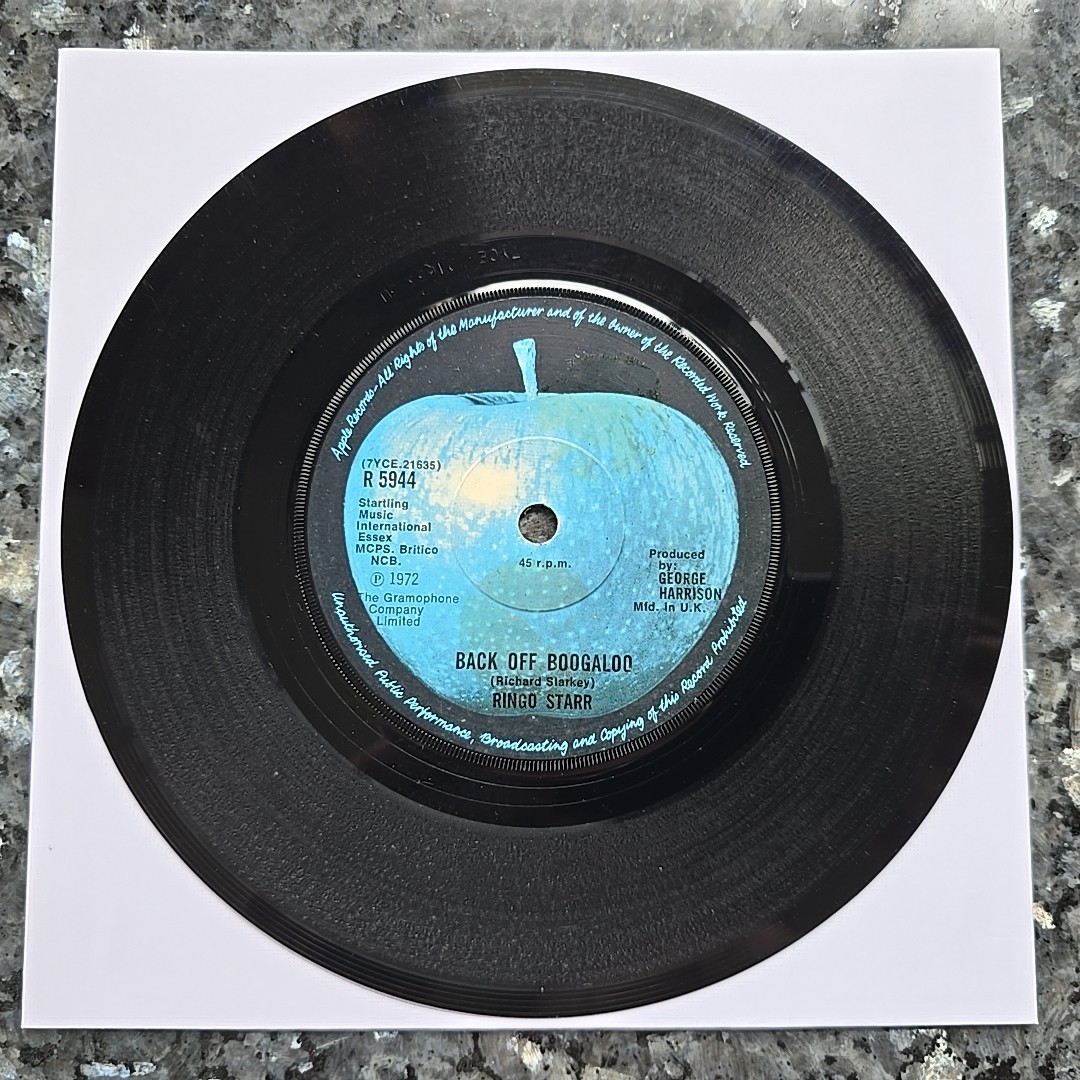 Apple Records-All Rights of the Manufacturer and of the Owner of the Recorded Work Reserved
(7YCE.21635)
R 5944
Startling
Music
International
Essex
MCPS. Britico
NCB.
℗ 1972
The Gramophone
Company
Limited
45 r.p.m.
Produced
by:
GEORGE
HARRISON
Mfd. In U.K.
BACK OFF BOOGALOO
(Richard Starkey)
RINGO STARR
Unauthorised Public Performance, Broadcasting and Copying of this Record Prohibited